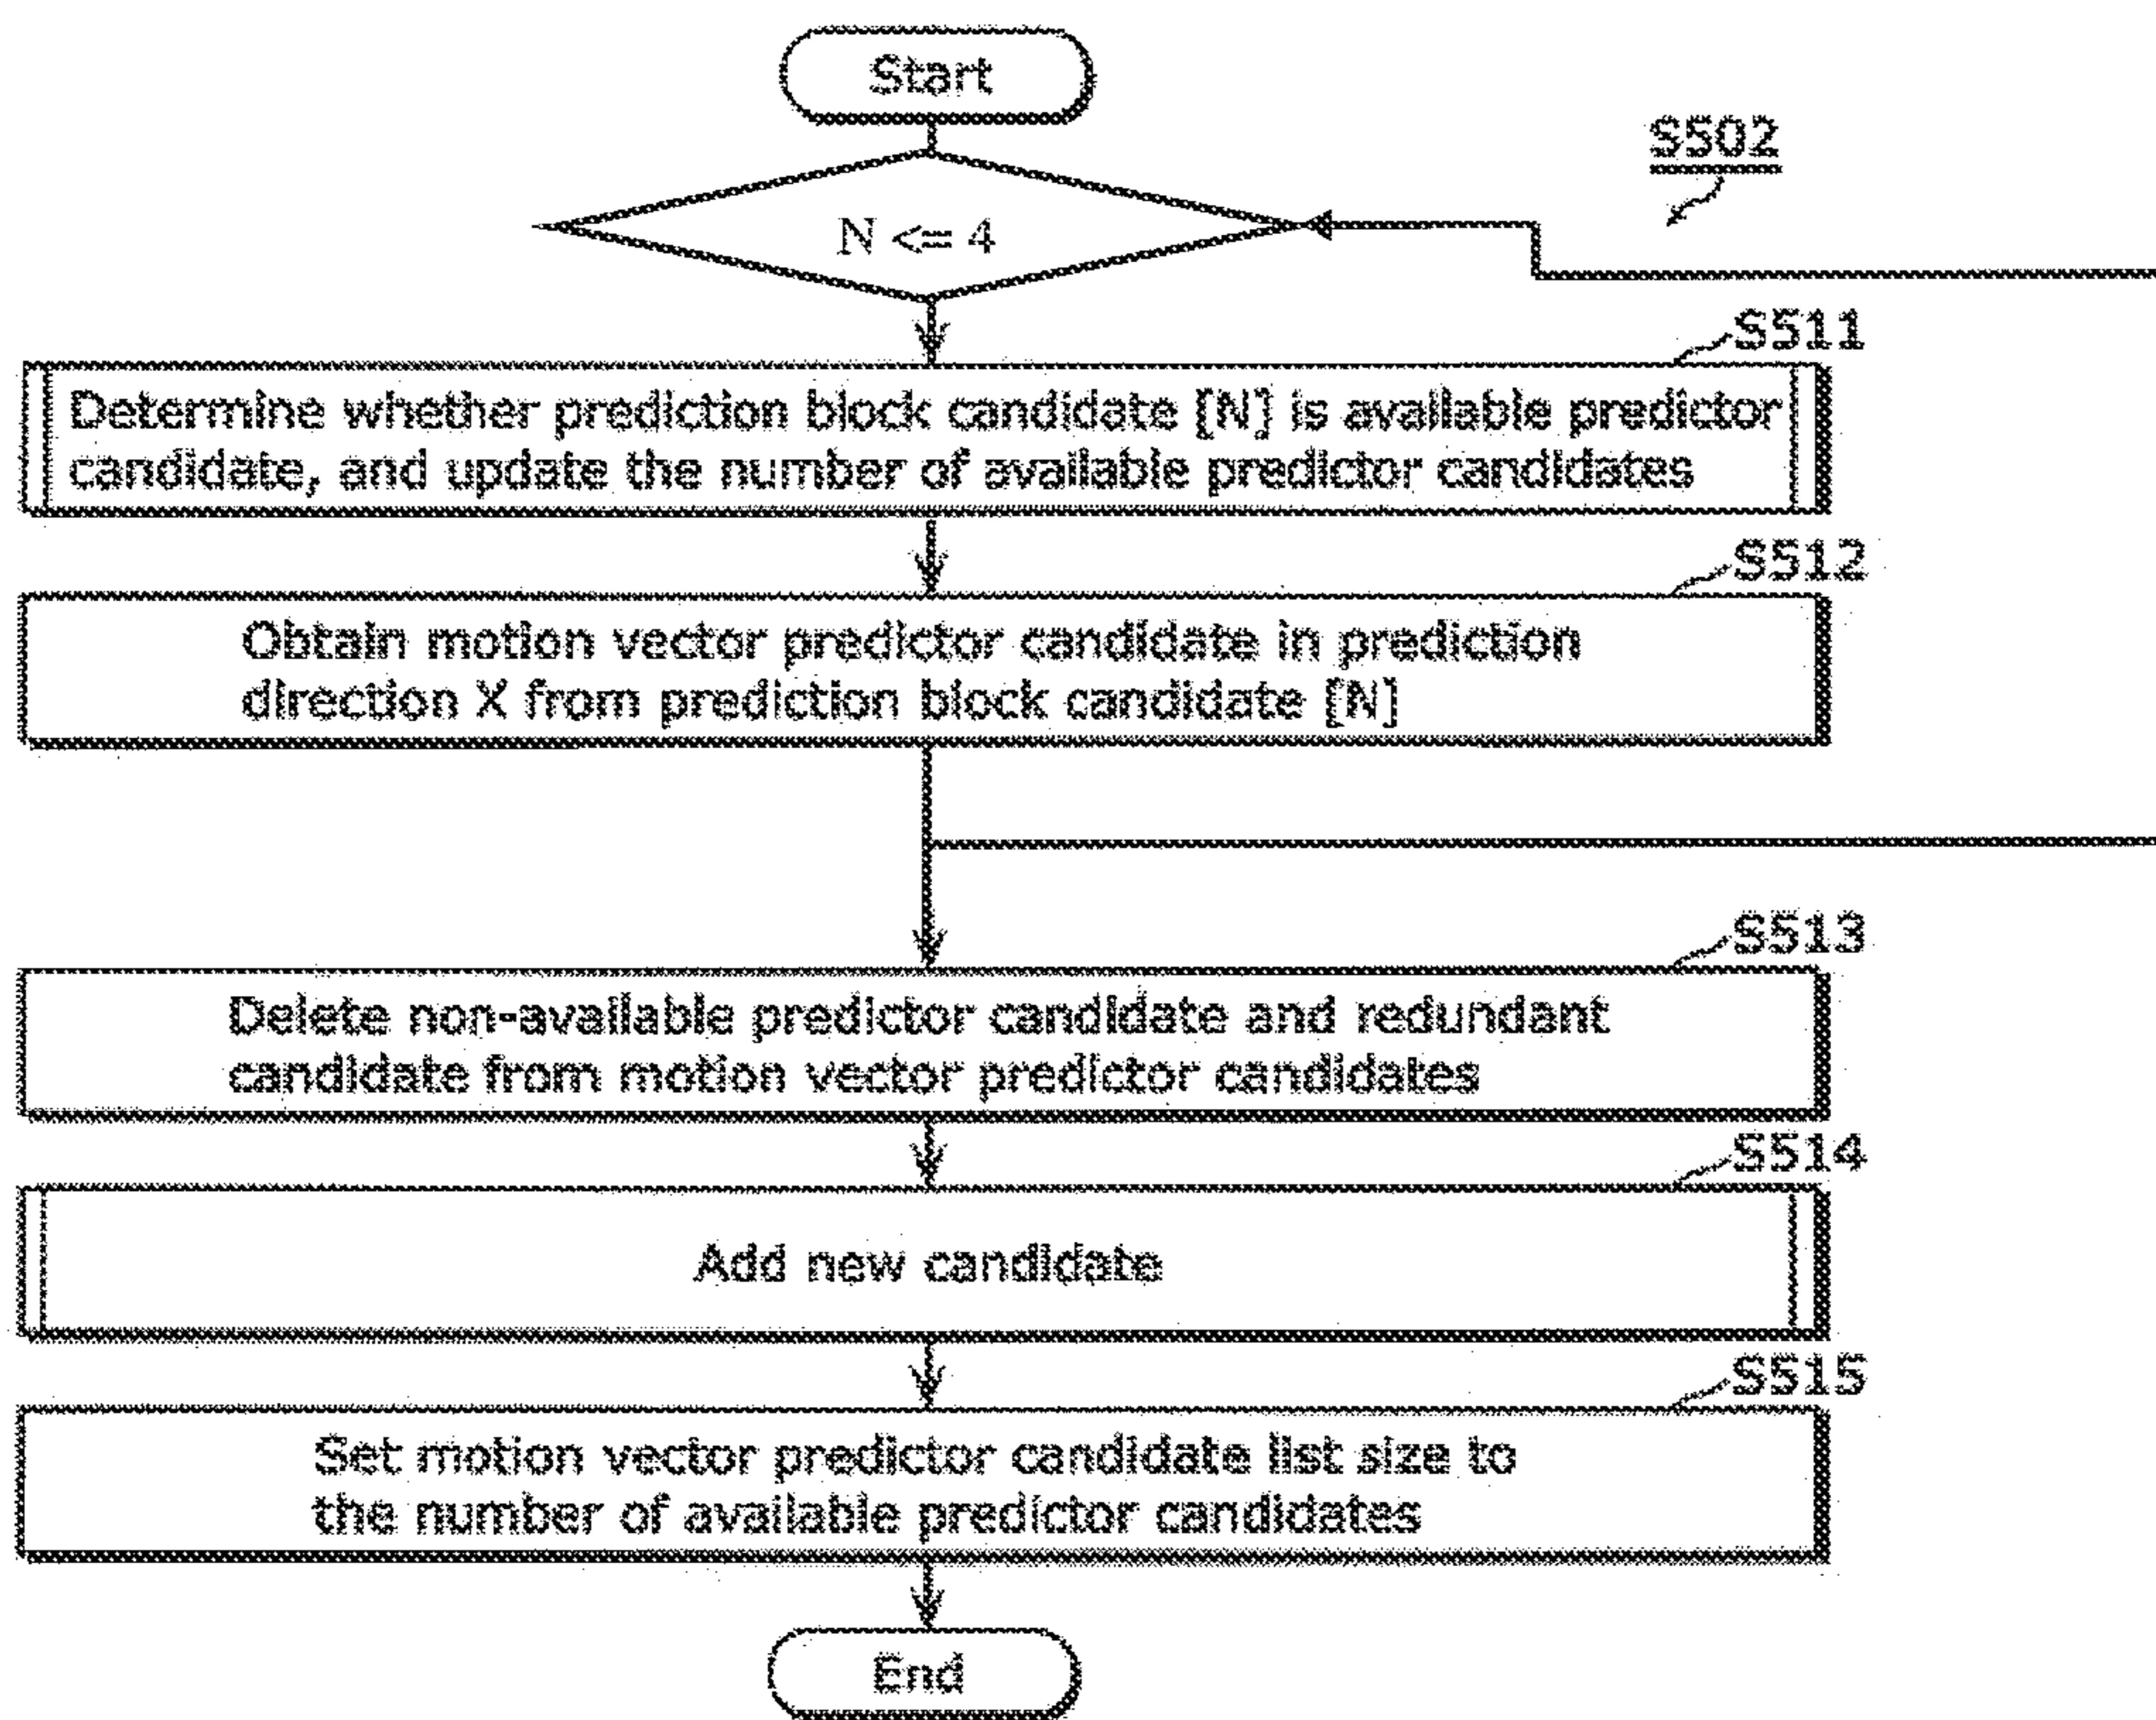 Start
S502
N <= 4
S511
Determine whether prediction block candidate [N] is available predictor
candidate, and update the number of available predictor candidates
S512
Obtain motion vector predictor candidate in prediction
direction X from prediction block candidate [N]
S513
Delete non-available predictor candidate and redundant
candidate from motion vector predictor candidates
S514
Add new candidate
S515
Set motion vector predictor candidate list size to
the number of available predictor candidates
End